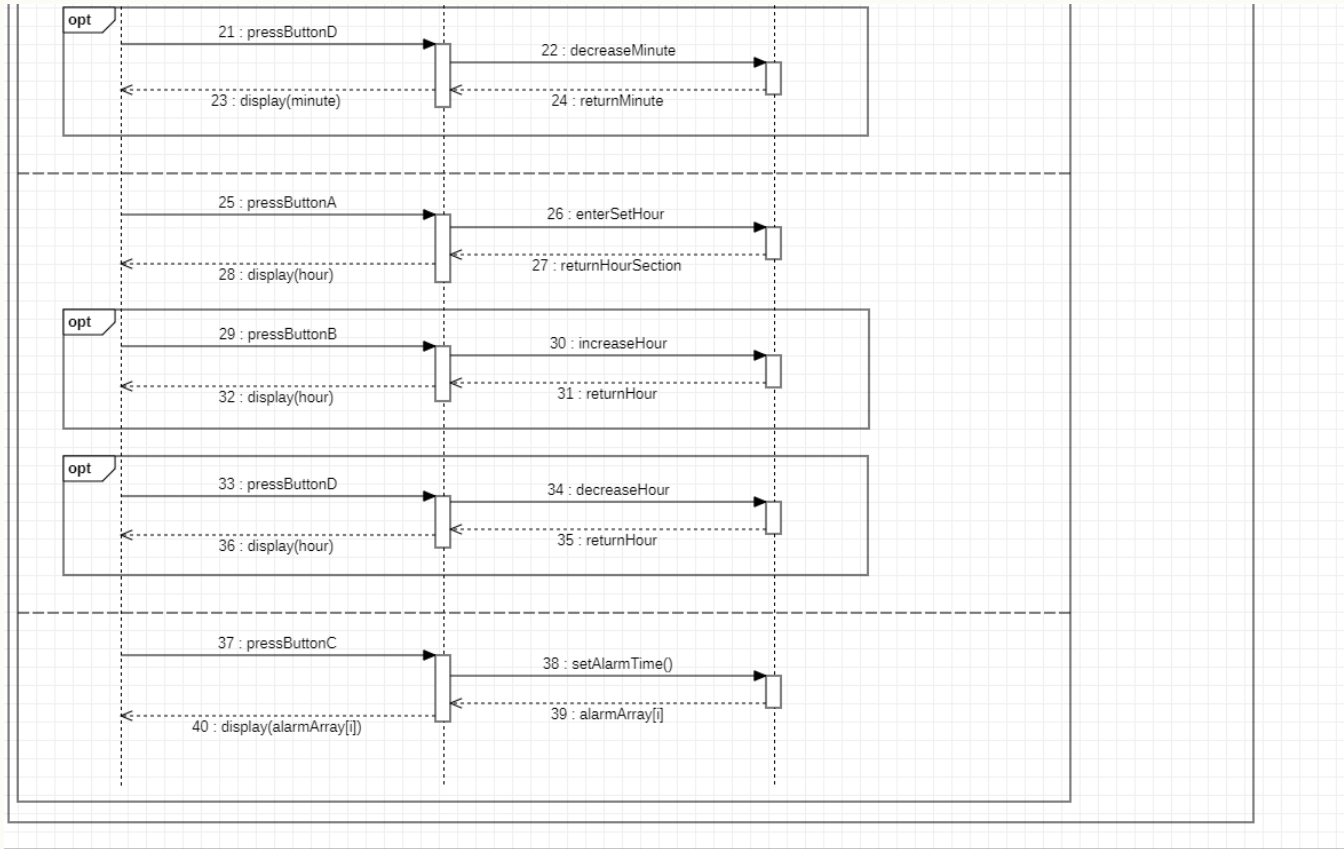 opt
21 : pressButtonD
22 : decreaseMinute
23 : display(minute)
24 : returnMinute
25 : pressButtonA
26 : enterSetHour
27 : returnHourSection
28 : display(hour)
opt
29 : pressButtonB
30 : increaseHour
31 : returnHour
32 : display(hour)
opt
33 : pressButtonD
34 : decreaseHour
35 : returnHour
36 : display(hour)
37 : pressButtonC
38 : setAlarmTime()
39 : alarmArray[i]
40 : display(alarmArray[i])